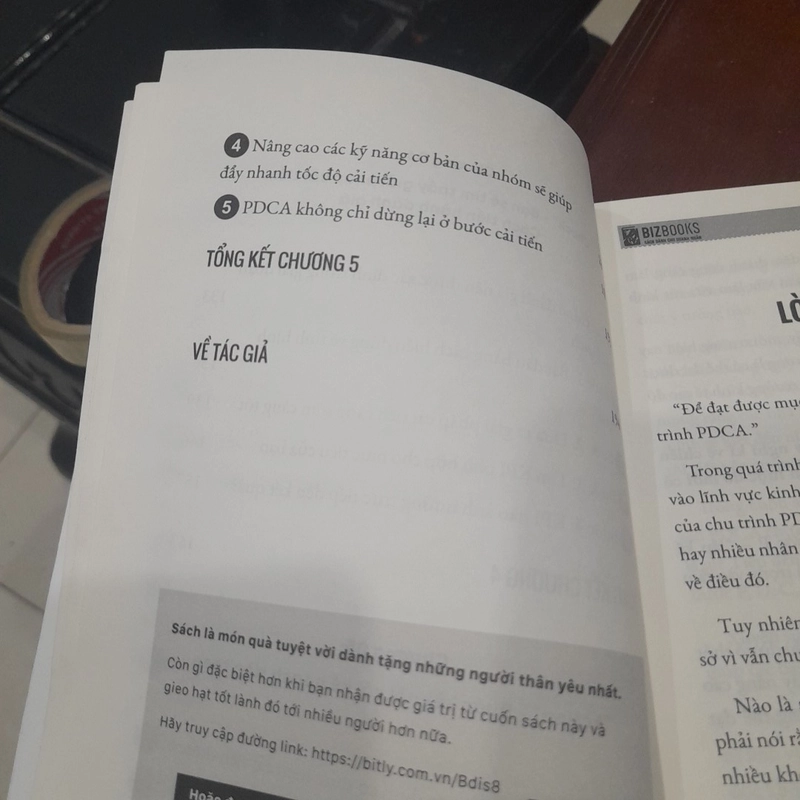 4 Nâng cao các kỹ năng cơ bản của nhóm sẽ giúp
đẩy nhanh tốc độ cải tiến
5 PDCA không chỉ dừng lại ở bước cải tiến
TỔNG KẾT CHƯƠNG 5
VỀ TÁC GIẢ
Sách là món quà tuyệt vời dành tặng những người thân yêu nhất.
Còn gì đặc biệt hơn khi bạn nhận được giá trị từ cuốn sách này và
gieo hạt tốt lành đó tới nhiều người hơn nữa.
Hãy truy cập đường link: https://bitly.com.vn/Bdis8
Hoặc
BIZBOOKS
"Để đạt được mục
trình PDCA."
Trong quá trình
vào lĩnh vực kinh
của chu trình PD
hay nhiều nhân
về điều đó.
Tuy nhiên
sở vì vẫn chu
Nào là
phải nói
nhiều kh